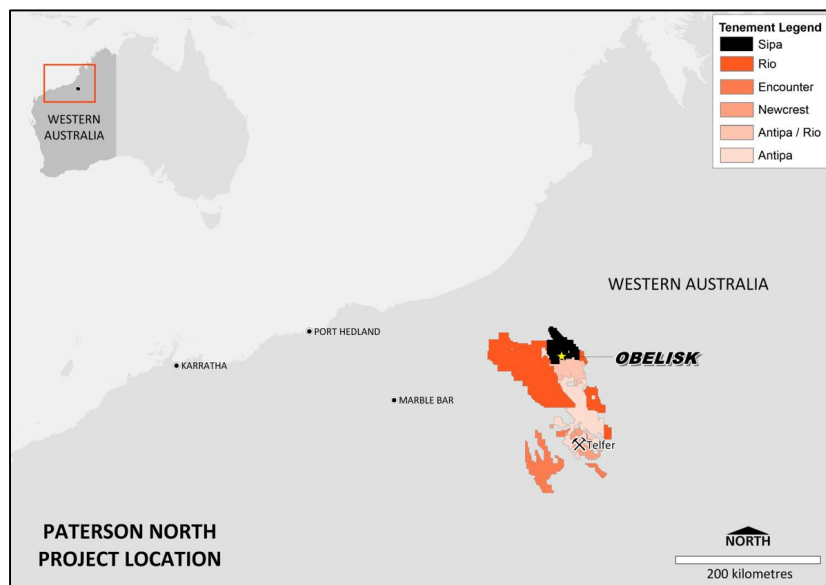 Tenement Legend
Sipa
Rio
Encounter
Newcrest
Antipa / Rio
Antipa
WESTERN
AUSTRALIA
WESTERN AUSTRALIA
PORT HEDLAND
KARRATHA
OBELISK
MARBLE BAR
Telfer
PATERSON NORTH
PROJECT LOCATION
NORTH
200 kilometres